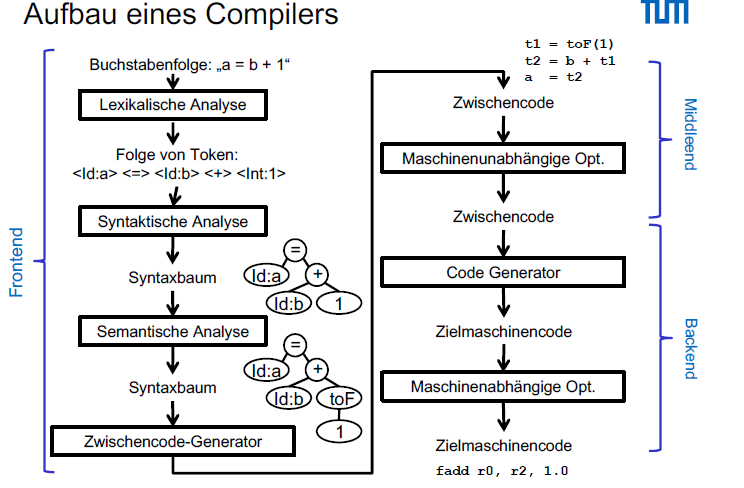 Aufbau eines Compilers
TUM
Frontend
Buchstabenfolge: „a = b + 1“
Lexikalische Analyse
Folge von Token:
<Id:a> <=> <Id:b> <+> <Int:1>
Syntaktische Analyse
Syntaxbaum
=
Id:a
+
Id:b
1
Semantische Analyse
Syntaxbaum
=
Id:a
+
Id:b
toF
1
Zwischencode-Generator
t1 = toF(1)
t2 = b + t1
a  = t2
Zwischencode
Maschinenunabhängige Opt.
Zwischencode
Middleend
Code Generator
Zielmaschinencode
Maschinenabhängige Opt.
Zielmaschinencode
fadd r0, r2, 1.0
Backend